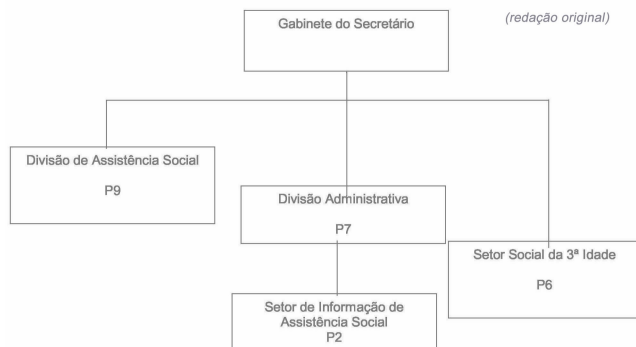 Gabinete do Secretário
(redação original)
Divisão de Assistência Social
P9
Divisão Administrativa
P7
Setor Social da 3ª Idade
P6
Setor de Informação de
Assistência Social
P2